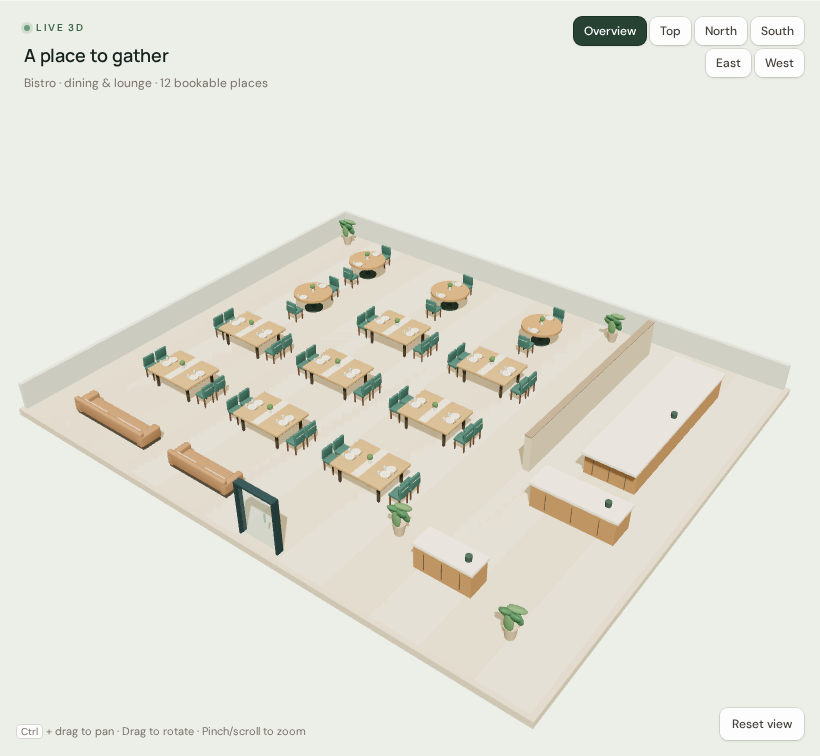 LIVE 3D
A place to gather
Bistro · dining & lounge · 12 bookable places
Overview Top North South
East West
Ctrl + drag to pan · Drag to rotate · Pinch/scroll to zoom
Reset view